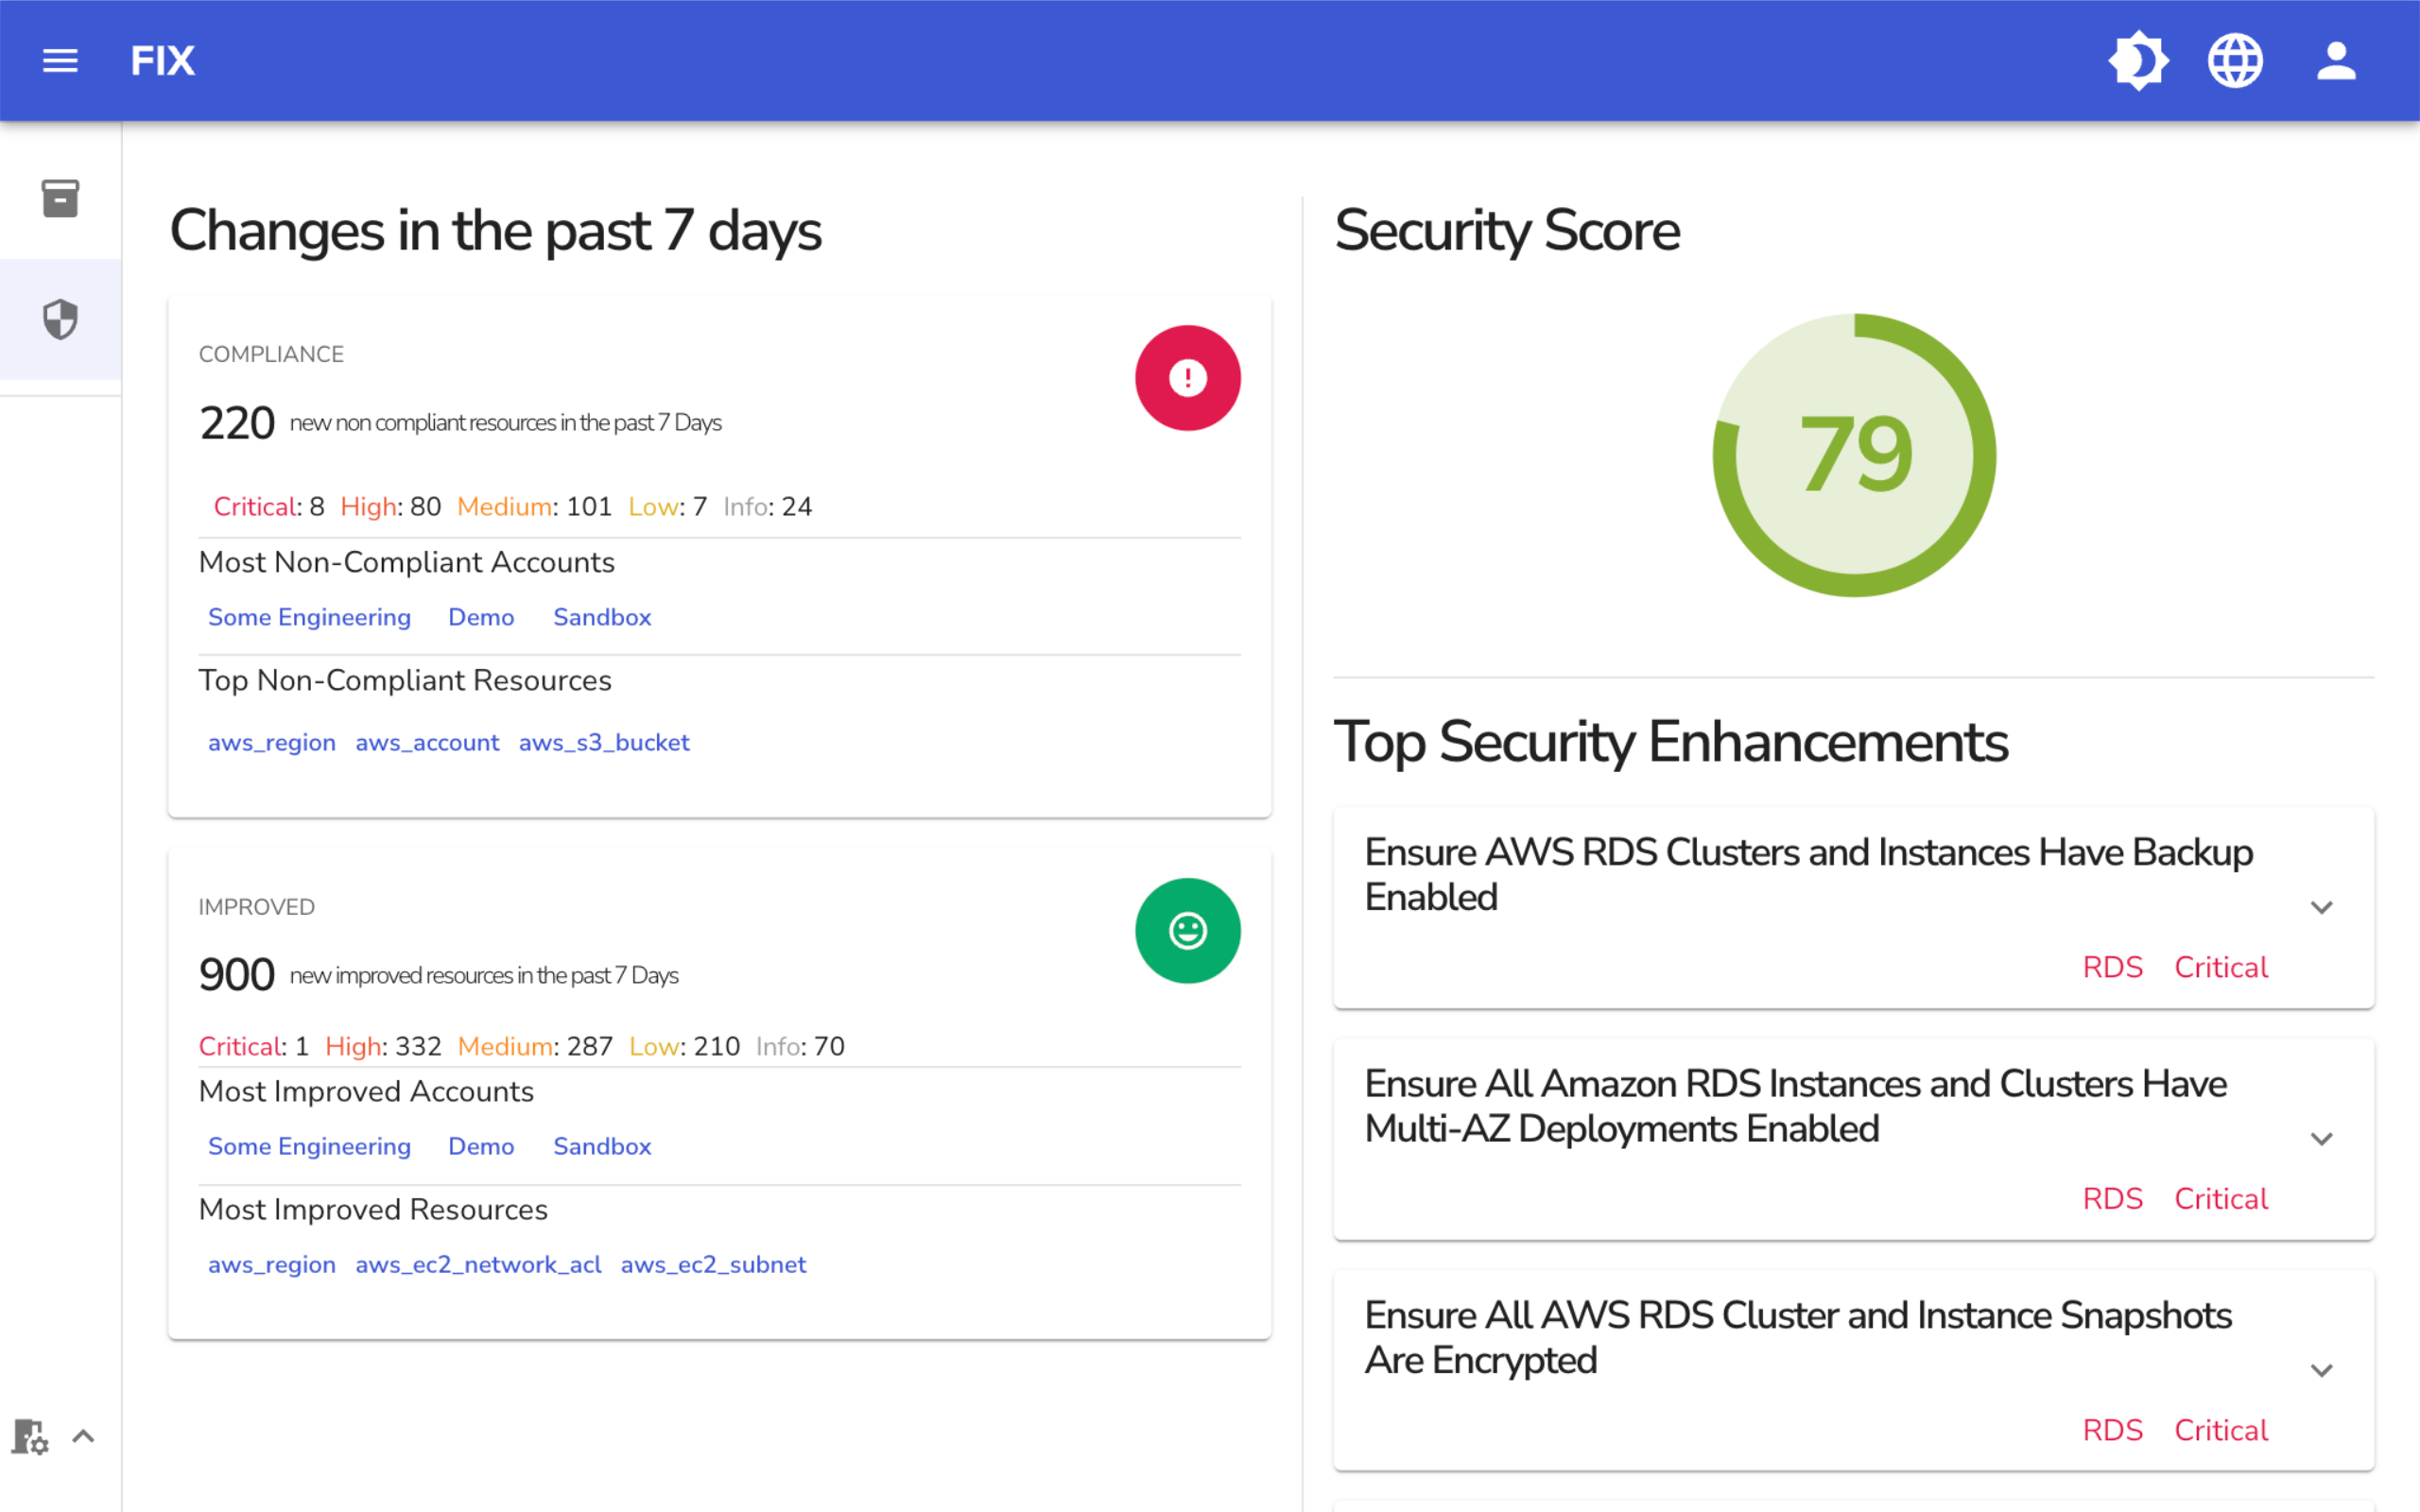 FIX
Changes in the past 7 days
COMPLIANCE
220 new non compliant resources in the past 7 Days
Critical: 8 High: 80 Medium: 101 Low: 7 Info: 24
Most Non-Compliant Accounts
Some Engineering Demo Sandbox
Top Non-Compliant Resources
aws_region aws_account aws_s3_bucket
IMPROVED
900 new improved resources in the past 7 Days
Critical: 1 High: 332 Medium: 287 Low: 210 Info: 70
Most Improved Accounts
Some Engineering Demo Sandbox
Most Improved Resources
aws_region aws_ec2_network_acl aws_ec2_subnet
Security Score
79
Top Security Enhancements
Ensure AWS RDS Clusters and Instances Have Backup
Enabled
RDS Critical
Ensure All Amazon RDS Instances and Clusters Have
Multi-AZ Deployments Enabled
RDS Critical
Ensure All AWS RDS Cluster and Instance Snapshots
Are Encrypted
RDS Critical